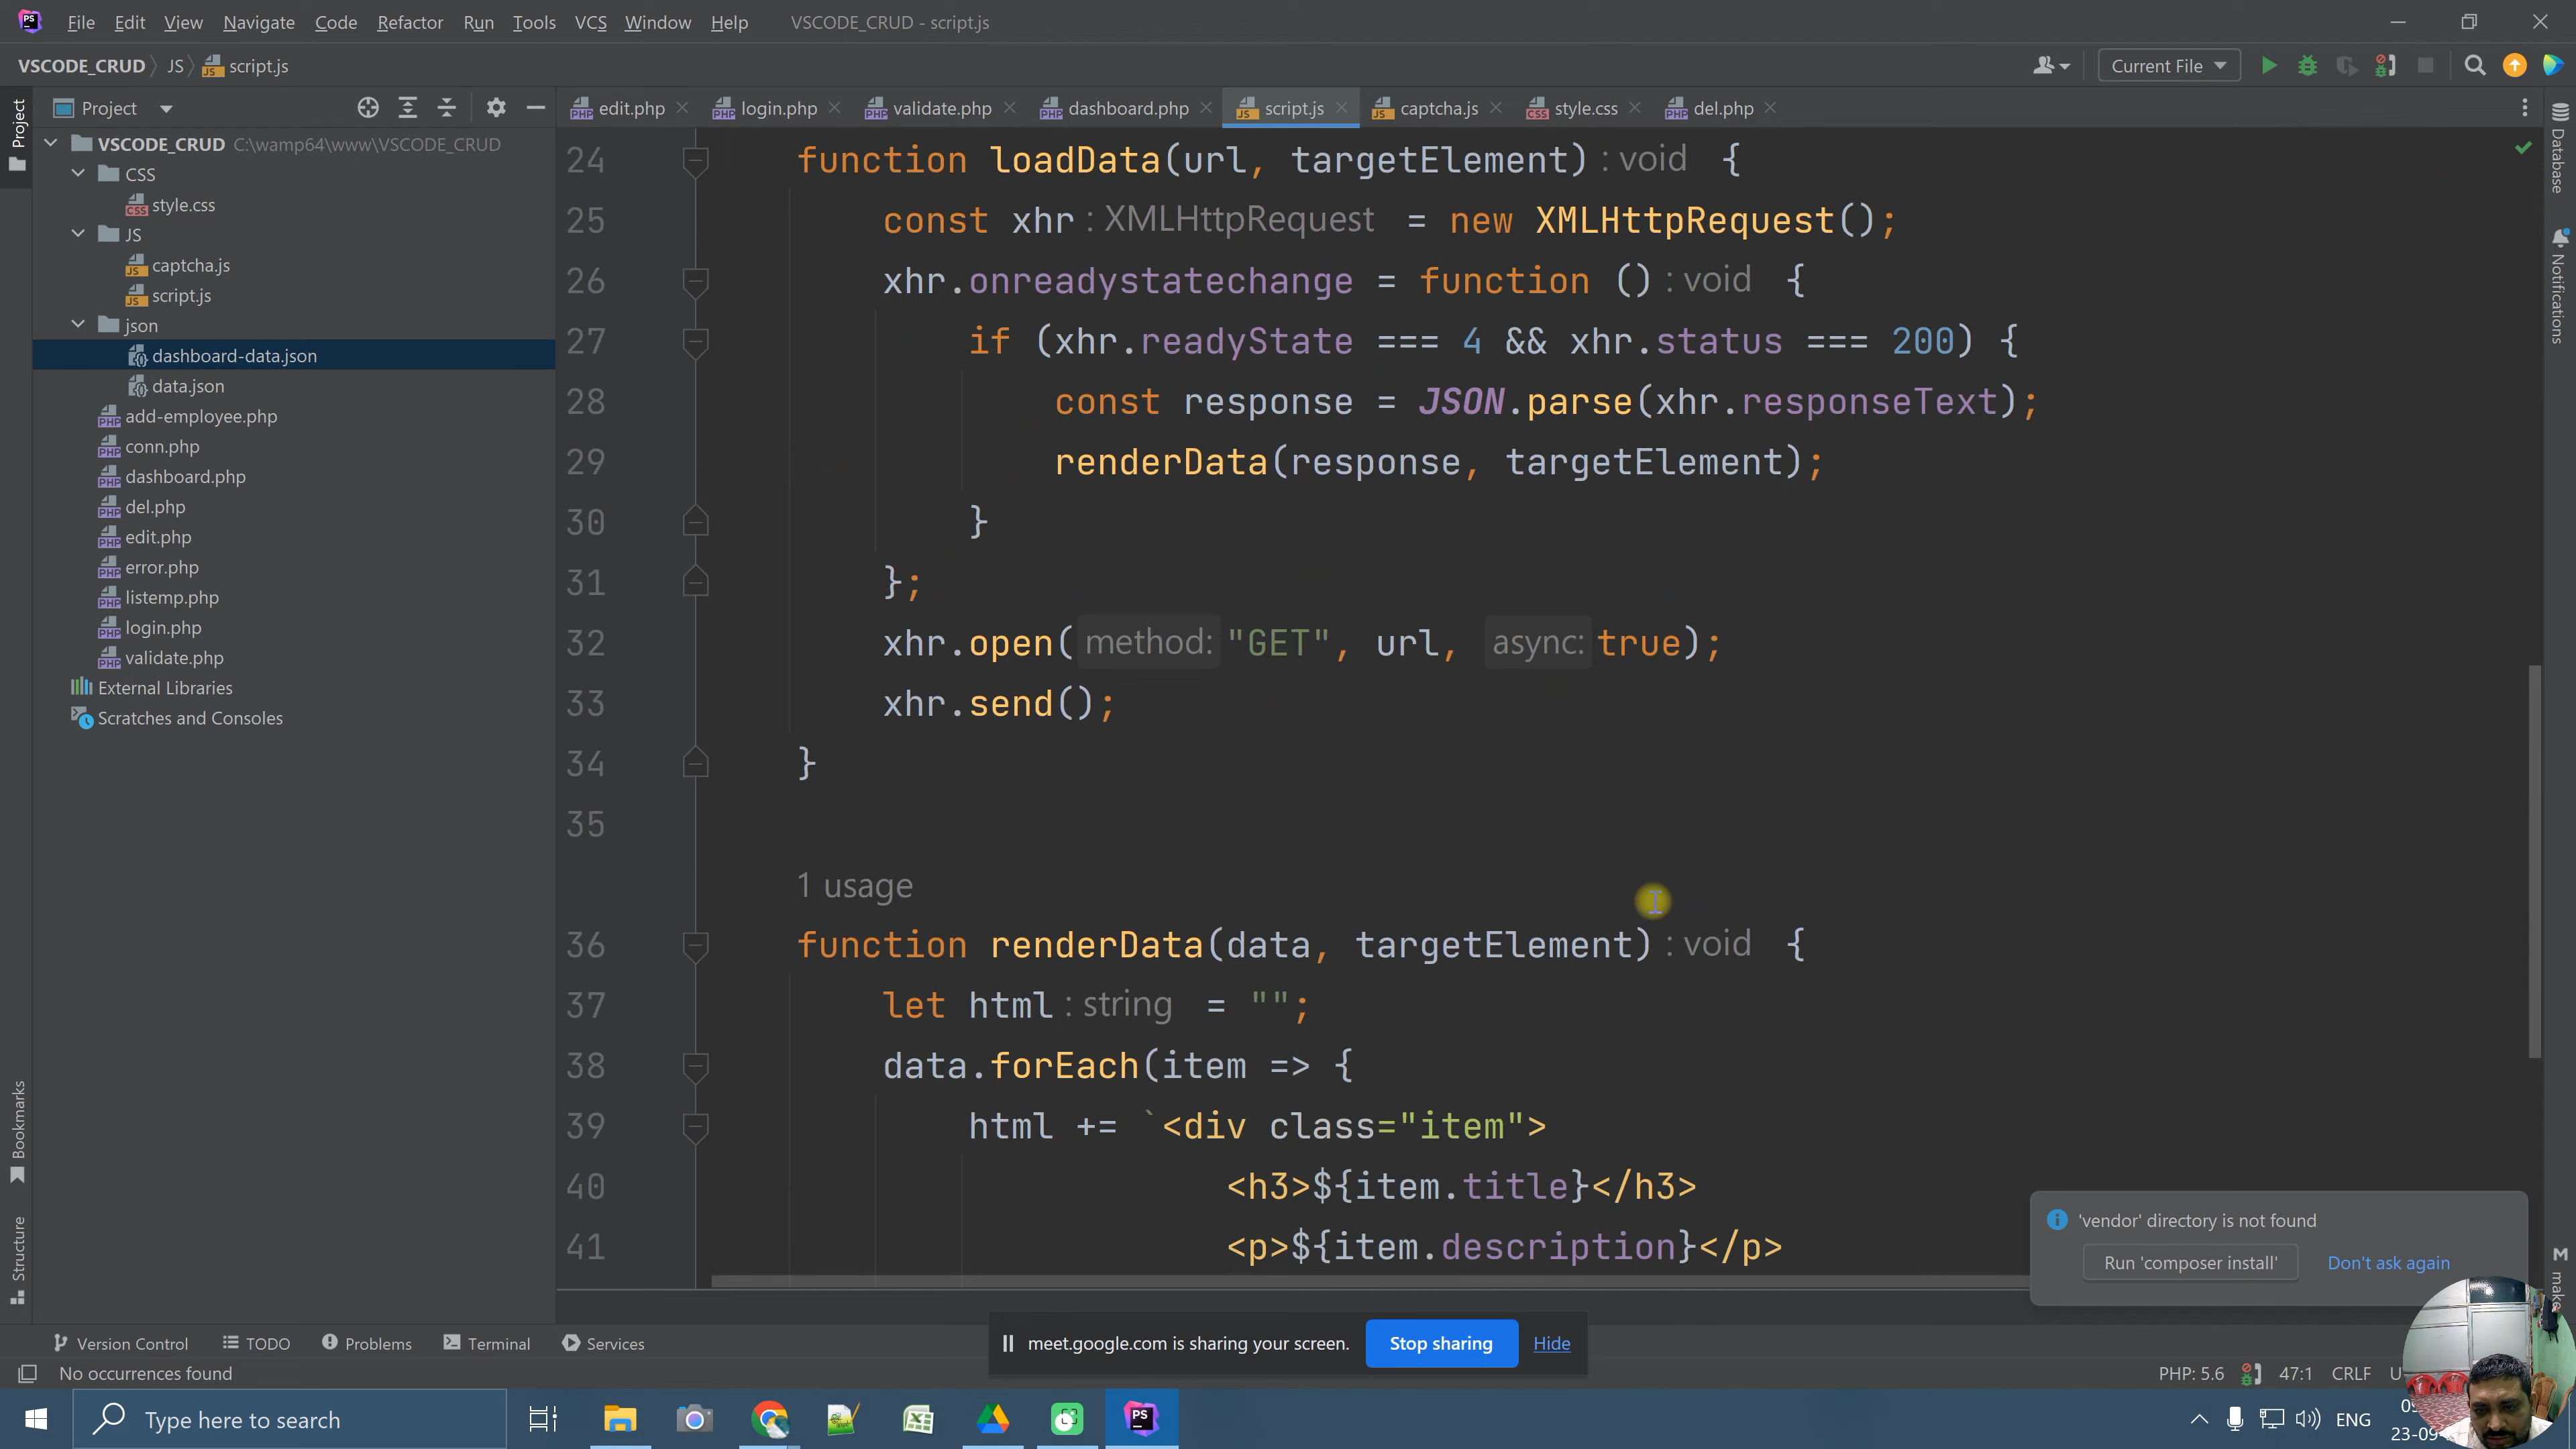 PS File Edit View Navigate Code Refactor Run Tools VCS Window Help VSCODE_CRUD - script.js
VSCODE_CRUD JS script.js Current File
Project
Project
edit.php login.php validate.php dashboard.php script.js captcha.js style.css del.php
VSCODE_CRUD C:\wamp64\www\VSCODE_CRUD
CSS
style.css
JS
captcha.js
script.js
json
dashboard-data.json
data.json
add-employee.php
conn.php
dashboard.php
del.php
edit.php
error.php
listemp.php
login.php
validate.php
External Libraries
Scratches and Consoles
Bookmarks
Structure
24 function loadData(url, targetElement) : void {
25 const xhr : XMLHttpRequest = new XMLHttpRequest();
26 xhr.onreadystatechange = function () : void {
27 if (xhr.readyState === 4 && xhr.status === 200) {
28 const response = JSON.parse(xhr.responseText);
29 renderData(response, targetElement);
30 }
31 };
32 xhr.open( method: "GET", url, async: true);
33 xhr.send();
34 }
35
1 usage
36 function renderData(data, targetElement) : void {
37 let html : string = "";
38 data.forEach(item => {
39 html += `<div class="item">
40 <h3>${item.title}</h3>
41 <p>${item.description}</p>
Database
Notifications
make
'vendor' directory is not found
Run 'composer install' Don't ask again
Version Control TODO Problems Terminal Services
meet.google.com is sharing your screen. Stop sharing Hide
No occurrences found PHP: 5.6 47:1 CRLF
Type here to search
PS
ENG